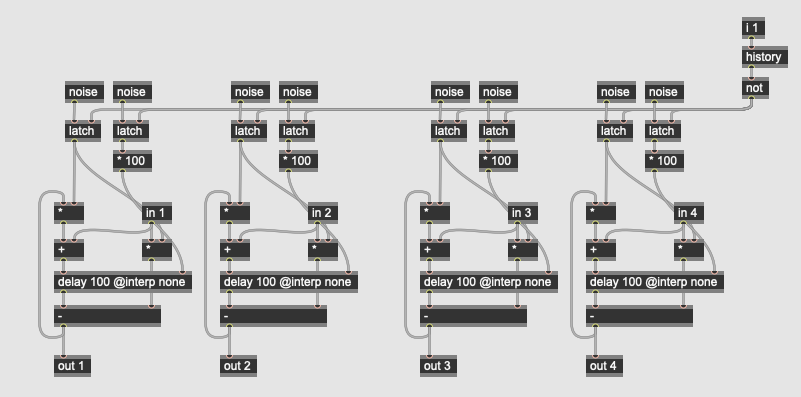 i 1
history
not
noise noise noise noise noise noise noise noise
latch latch latch latch latch latch latch latch
* 100 * 100 * 100 * 100
* in 1 * in 2 * in 3 * in 4
+ * + * + * + *
delay 100 @interp none delay 100 @interp none delay 100 @interp none delay 100 @interp none
- - - -
out 1 out 2 out 3 out 4